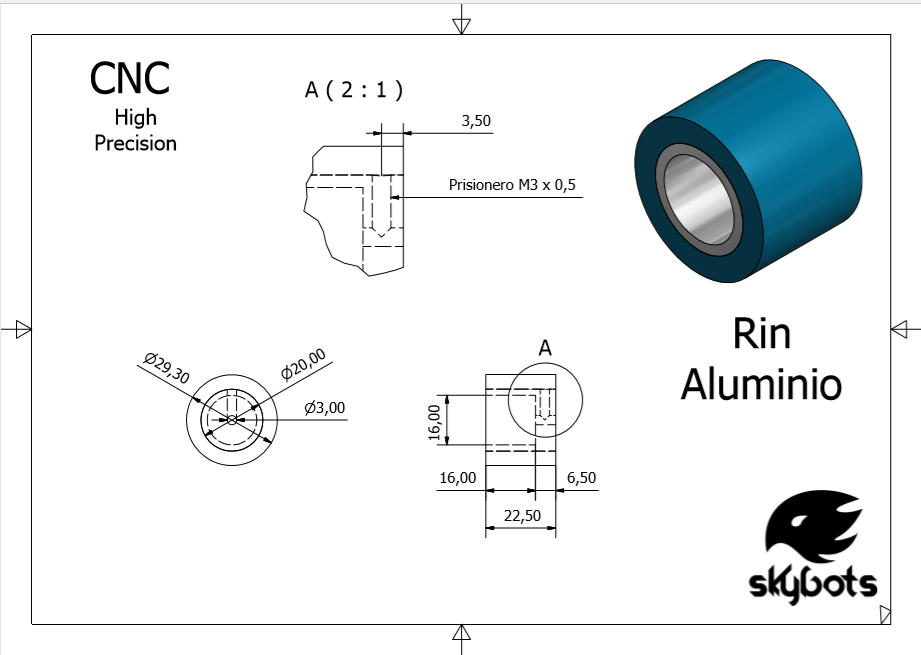 CNC
High
Precision
A ( 2 : 1 )
3,50
Prisionero M3 x 0,5
Rin
Aluminio
Ø29,30
Ø20,00
Ø3,00
A
16,00
16,00
6,50
22,50
skybots